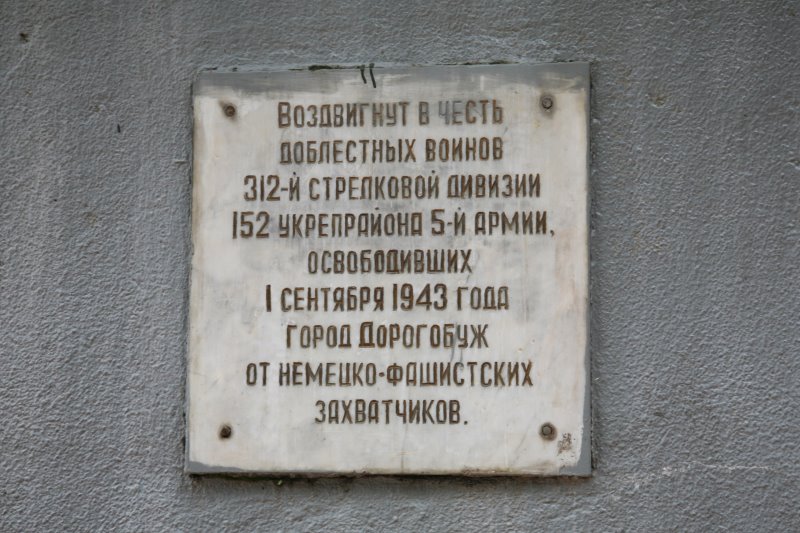 Воздвигнут в честь
доблестных воинов
312-й стрелковой дивизии
152 укрепрайона 5-й армии,
освободивших
1 сентября 1943 года
город Дорогобуж
от немецко-фашистских
захватчиков.